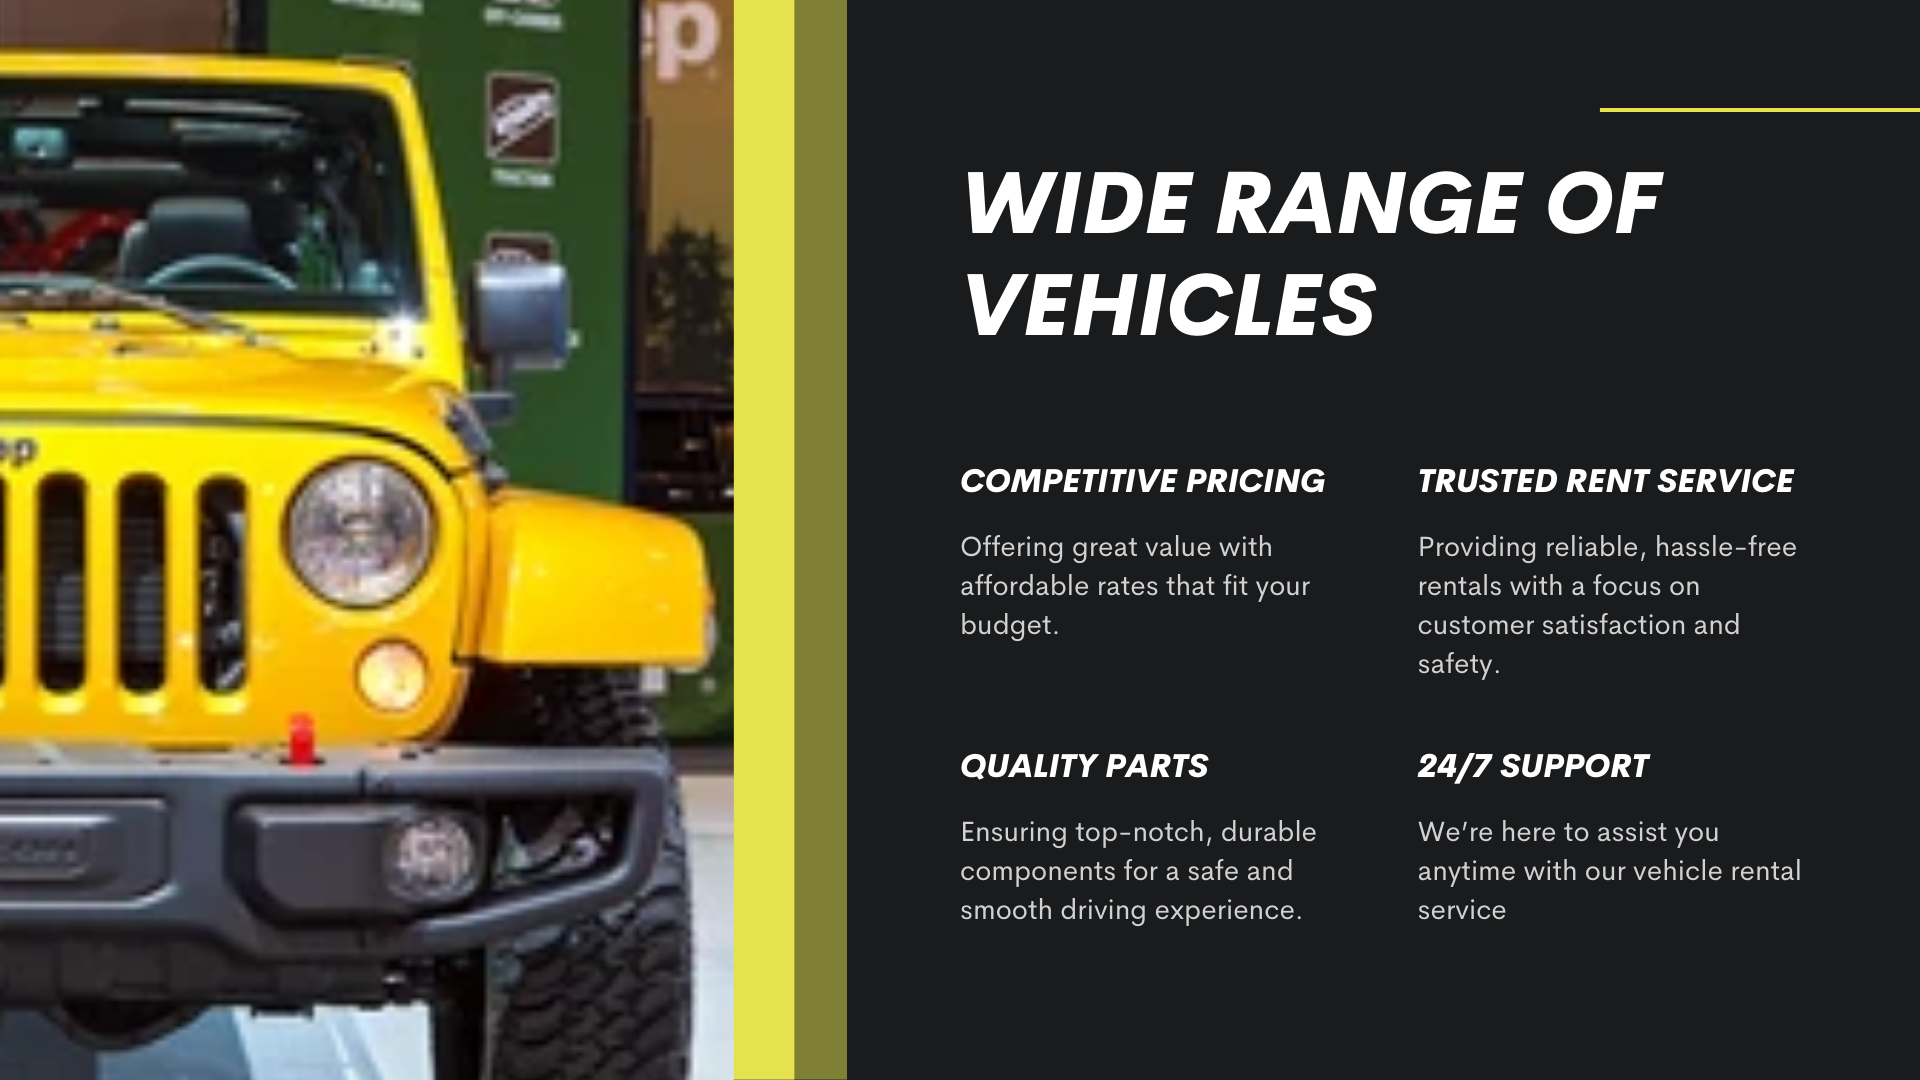 WIDE RANGE OF
VEHICLES
COMPETITIVE PRICING
Offering great value with
affordable rates that fit your
budget.
TRUSTED RENT SERVICE
Providing reliable, hassle-free
rentals with a focus on
customer satisfaction and
safety.
QUALITY PARTS
Ensuring top-notch, durable
components for a safe and
smooth driving experience.
24/7 SUPPORT
We’re here to assist you
anytime with our vehicle rental
service
ep
TRACTION
ep